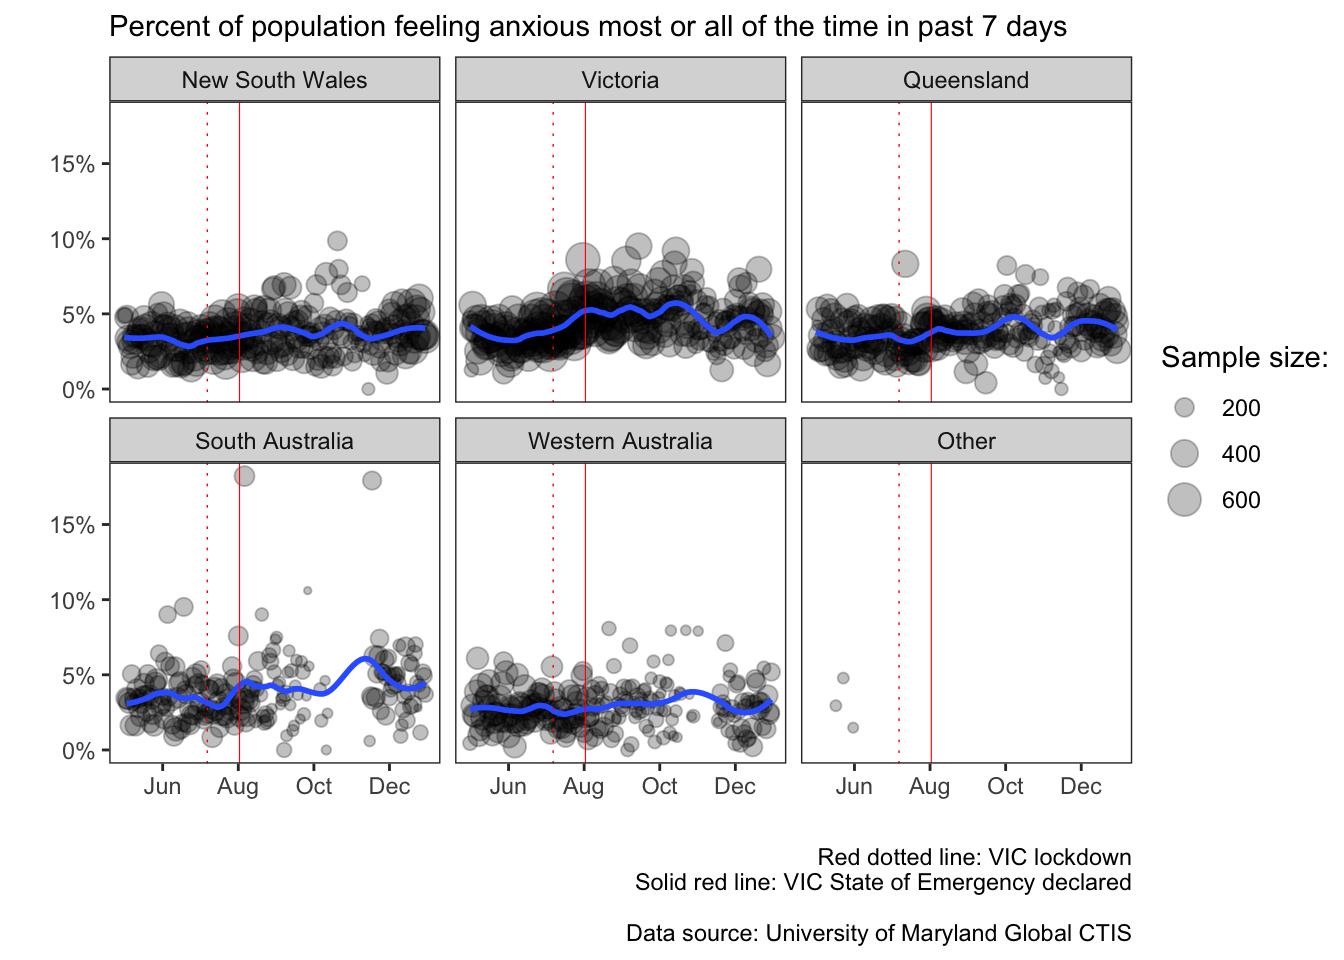 Percent of population feeling anxious most or all of the time in past 7 days
New South Wales
Victoria
Queensland
15%
10%
5%
0%
South Australia
Western Australia
Other
15%
10%
5%
0%
Jun Aug Oct Dec
Jun Aug Oct Dec
Jun Aug Oct Dec
Sample size:
200
400
600
Red dotted line: VIC lockdown
Solid red line: VIC State of Emergency declared
Data source: University of Maryland Global CTIS